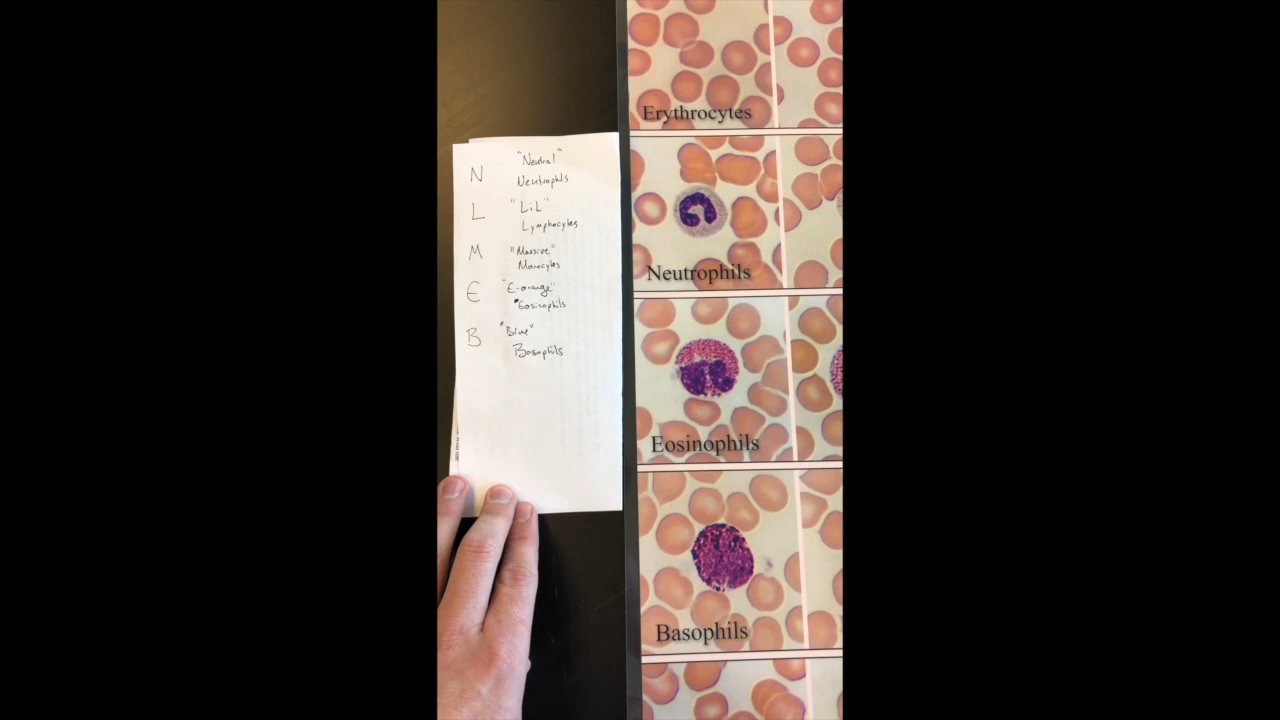 N "Neutral"
Neutrophils
L "LiL"
Lymphocytes
M "Massive"
Monocytes
E "E-orange"
Eosinophils
B "Blue"
Basophils
Erythrocytes
Neutrophils
Eosinophils
Basophils